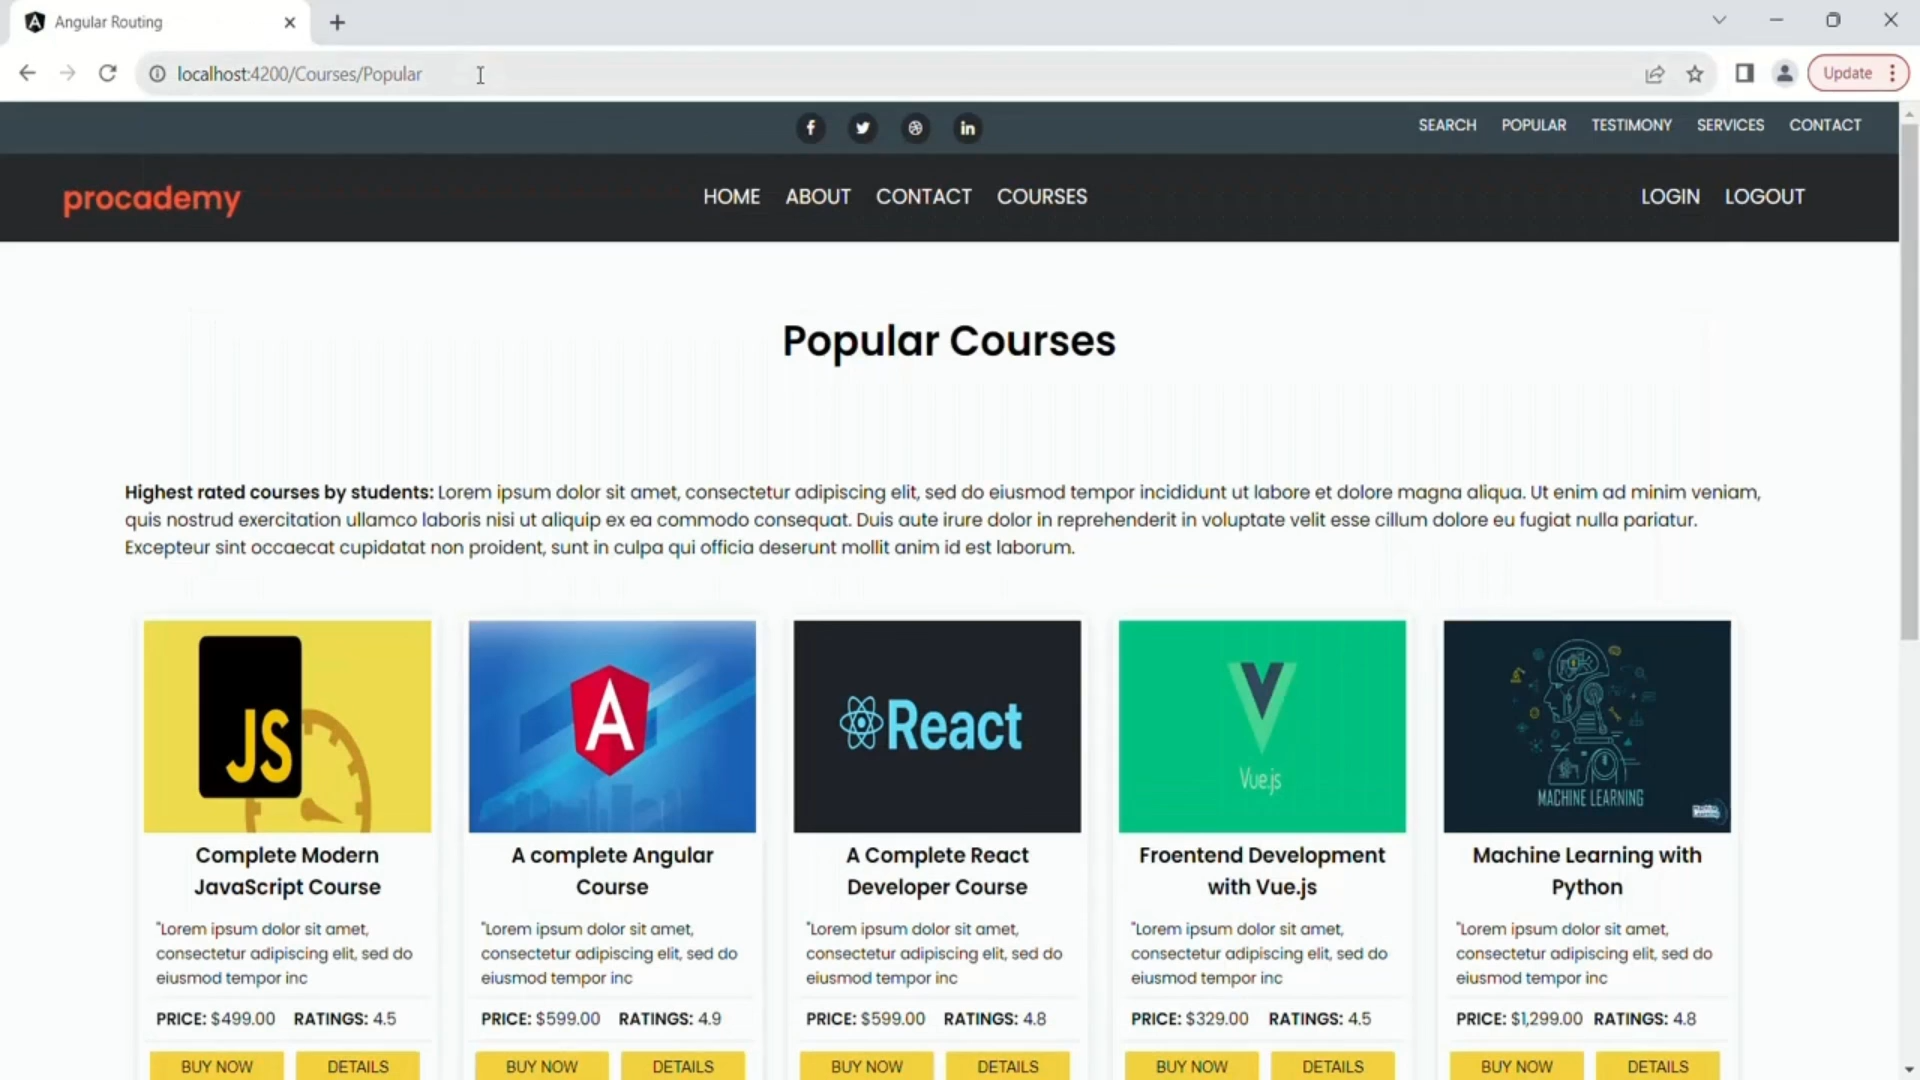 Angular Routing
localhost:4200/Courses/Popular
Update
SEARCH POPULAR TESTIMONY SERVICES CONTACT
procademy
HOME ABOUT CONTACT COURSES
LOGIN LOGOUT
Popular Courses
Highest rated courses by students: Lorem ipsum dolor sit amet, consectetur adipiscing elit, sed do eiusmod tempor incididunt ut labore et dolore magna aliqua. Ut enim ad minim veniam,
quis nostrud exercitation ullamco laboris nisi ut aliquip ex ea commodo consequat. Duis aute irure dolor in reprehenderit in voluptate velit esse cillum dolore eu fugiat nulla pariatur.
Excepteur sint occaecat cupidatat non proident, sunt in culpa qui officia deserunt mollit anim id est laborum.
JS
Complete Modern
JavaScript Course
"Lorem ipsum dolor sit amet,
consectetur adipiscing elit, sed do
eiusmod tempor inc
PRICE: $499.00 RATINGS: 4.5
BUY NOW DETAILS
A
A complete Angular
Course
"Lorem ipsum dolor sit amet,
consectetur adipiscing elit, sed do
eiusmod tempor inc
PRICE: $599.00 RATINGS: 4.9
BUY NOW DETAILS
React
A Complete React
Developer Course
"Lorem ipsum dolor sit amet,
consectetur adipiscing elit, sed do
eiusmod tempor inc
PRICE: $599.00 RATINGS: 4.8
BUY NOW DETAILS
Vue.js
Froentend Development
with Vue.js
"Lorem ipsum dolor sit amet,
consectetur adipiscing elit, sed do
eiusmod tempor inc
PRICE: $329.00 RATINGS: 4.5
BUY NOW DETAILS
MACHINE LEARNING
Machine Learning with
Python
"Lorem ipsum dolor sit amet,
consectetur adipiscing elit, sed do
eiusmod tempor inc
PRICE: $1,299.00 RATINGS: 4.8
BUY NOW DETAILS